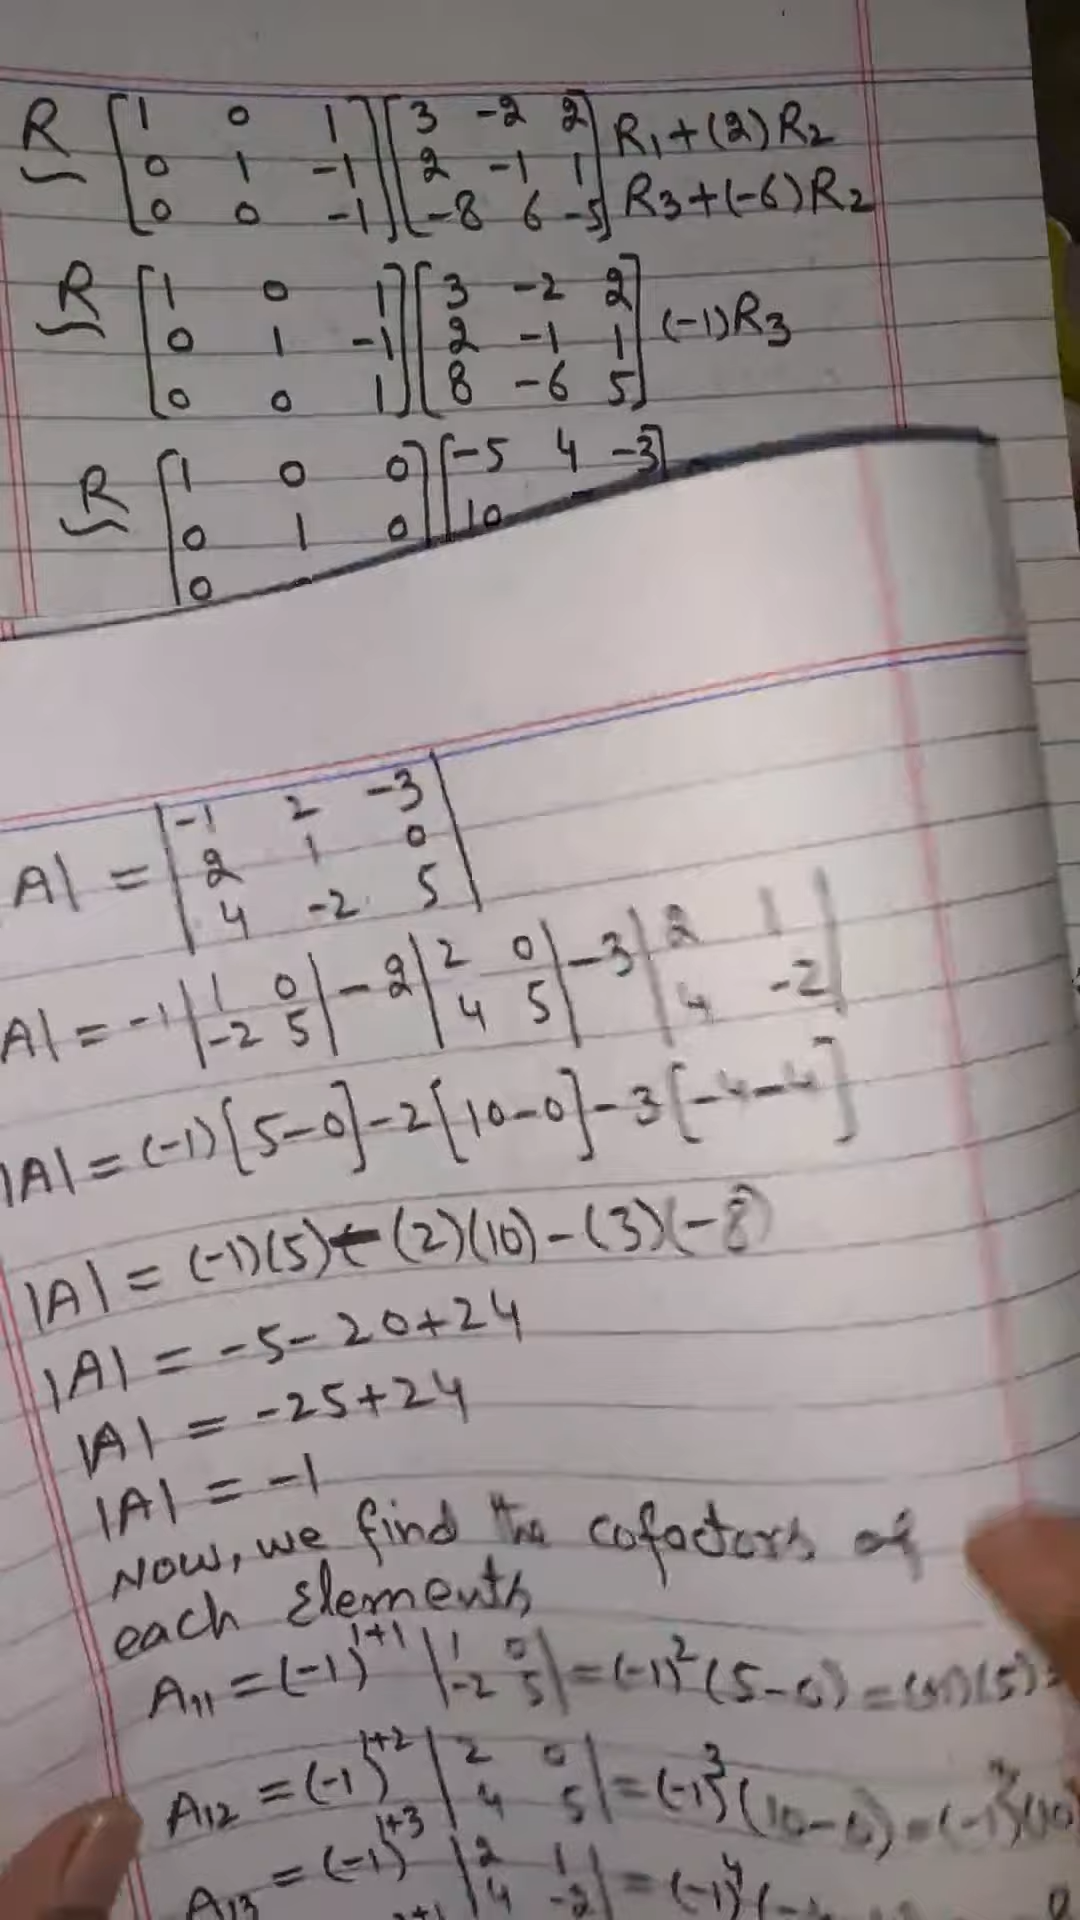 R [1 0 1] [3 -2 2] R1+(2)R2
[0 1 -1] [2 -1 1]
[0 0 -1] [-8 6 -5] R3+(-6)R2
R [1 0 1] [3 -2 2]
[0 1 -1] [2 -1 1] (-1)R3
[0 0 1] [8 -6 5]
R [1 0 0] [-5 4 -3]
[0 1 0] [10
[0
A| = |-1 2 -3|
|2 1 0|
|4 -2 5|
A| = -1 |1 0| -2 |2 0| -3 |2 1|
|-2 5| |4 5| |4 -2|
|A| = (-1)[5-0]-2[10-0]-3[-4-4]
|A| = (-1)(5)-(2)(10)-(3)(-8)
|A| = -5-20+24
|A| = -25+24
|A| = -1
Now, we find the cofactors of
each Elements
A11 = (-1)^1+1 |1 0| = (-1)^2 (5-0) = (5) =
|-2 5|
A12 = (-1)^1+2 |2 0| = (-1)^3 (10-0) = (-1)(10
|4 5|
A13 = (-1)^1+3 |2 1| = (-1)^4 (-
|4 -2|